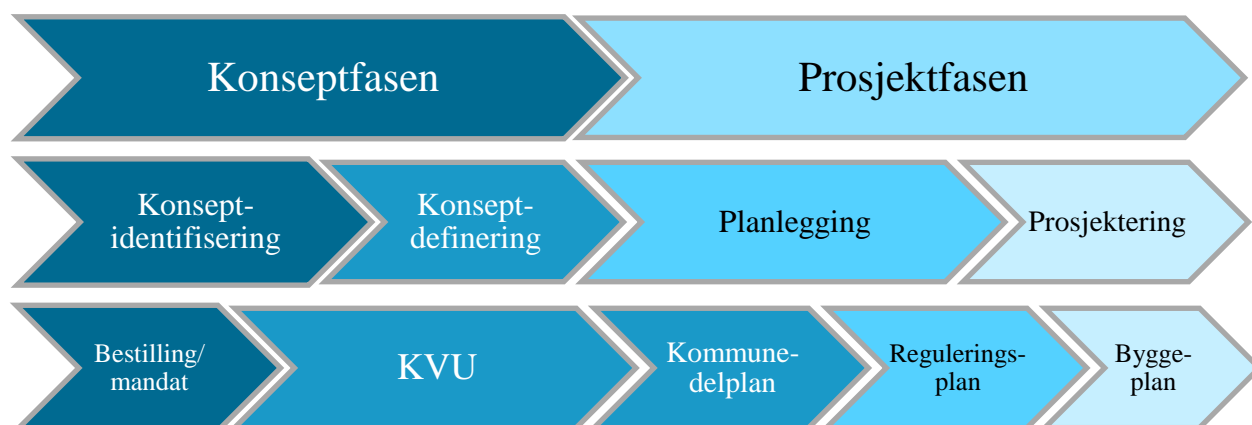 Konseptfasen
Prosjektfasen
Konsept-
identifisering
Konsept-
definering
Planlegging
Prosjektering
Bestilling/
mandat
KVU
Kommune-
delplan
Regulerings-
plan
Bygge-
plan